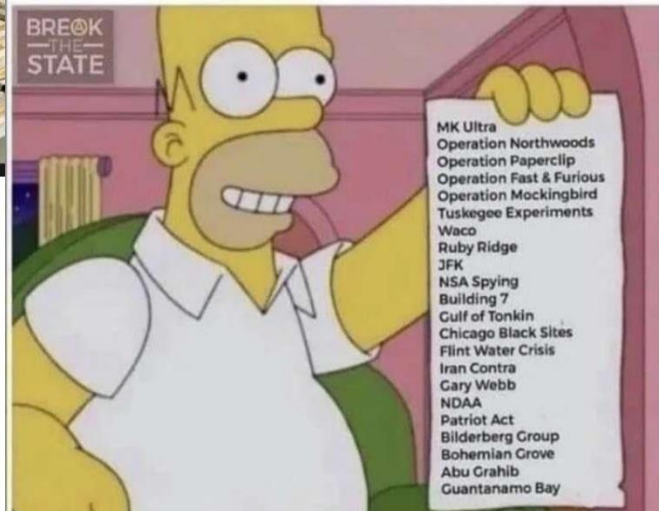 BREAK
THE
STATE
MK Ultra
Operation Northwoods
Operation Paperclip
Operation Fast & Furious
Operation Mockingbird
Tuskegee Experiments
Waco
Ruby Ridge
JFK
NSA Spying
Building 7
Gulf of Tonkin
Chicago Black Sites
Flint Water Crisis
Iran Contra
Gary Webb
NDAA
Patriot Act
Bilderberg Group
Bohemian Grove
Abu Grahib
Guantanamo Bay